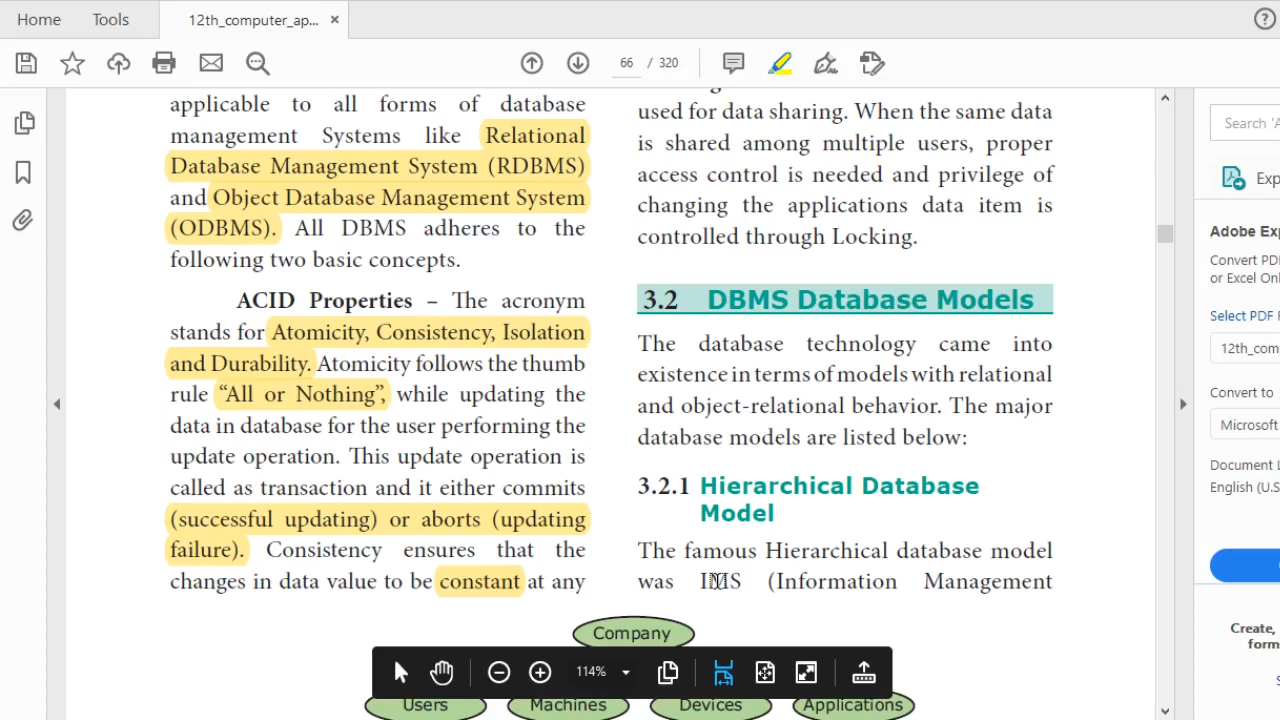 Home
Tools
12th_computer_ap...
66 / 320
applicable to all forms of database
management Systems like Relational
Database Management System (RDBMS)
and Object Database Management System
(ODBMS). All DBMS adheres to the
following two basic concepts.
ACID Properties – The acronym
stands for Atomicity, Consistency, Isolation
and Durability. Atomicity follows the thumb
rule “All or Nothing”, while updating the
data in database for the user performing the
update operation. This update operation is
called as transaction and it either commits
(successful updating) or aborts (updating
failure). Consistency ensures that the
changes in data value to be constant at any
used for data sharing. When the same data
is shared among multiple users, proper
access control is needed and privilege of
changing the applications data item is
controlled through Locking.
3.2 DBMS Database Models
The database technology came into
existence in terms of models with relational
and object-relational behavior. The major
database models are listed below:
3.2.1 Hierarchical Database
Model
The famous Hierarchical database model
was IMS (Information Management
Company
Users
Machines
Devices
Applications
114%
Search 'A
Exp
Adobe Exp
Convert PD
or Excel Onl
Select PDF F
12th_com
Convert to
Microsoft
Document L
English (U.S
Create,
form